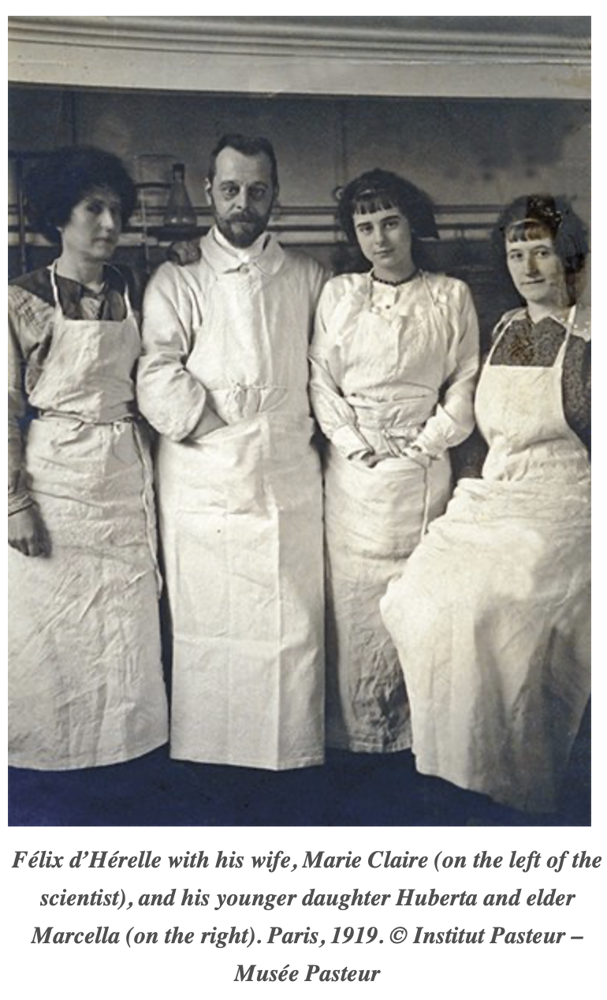 Félix d’Hérelle with his wife, Marie Claire (on the left of the
scientist), and his younger daughter Huberta and elder
Marcella (on the right). Paris, 1919. © Institut Pasteur –
Musée Pasteur